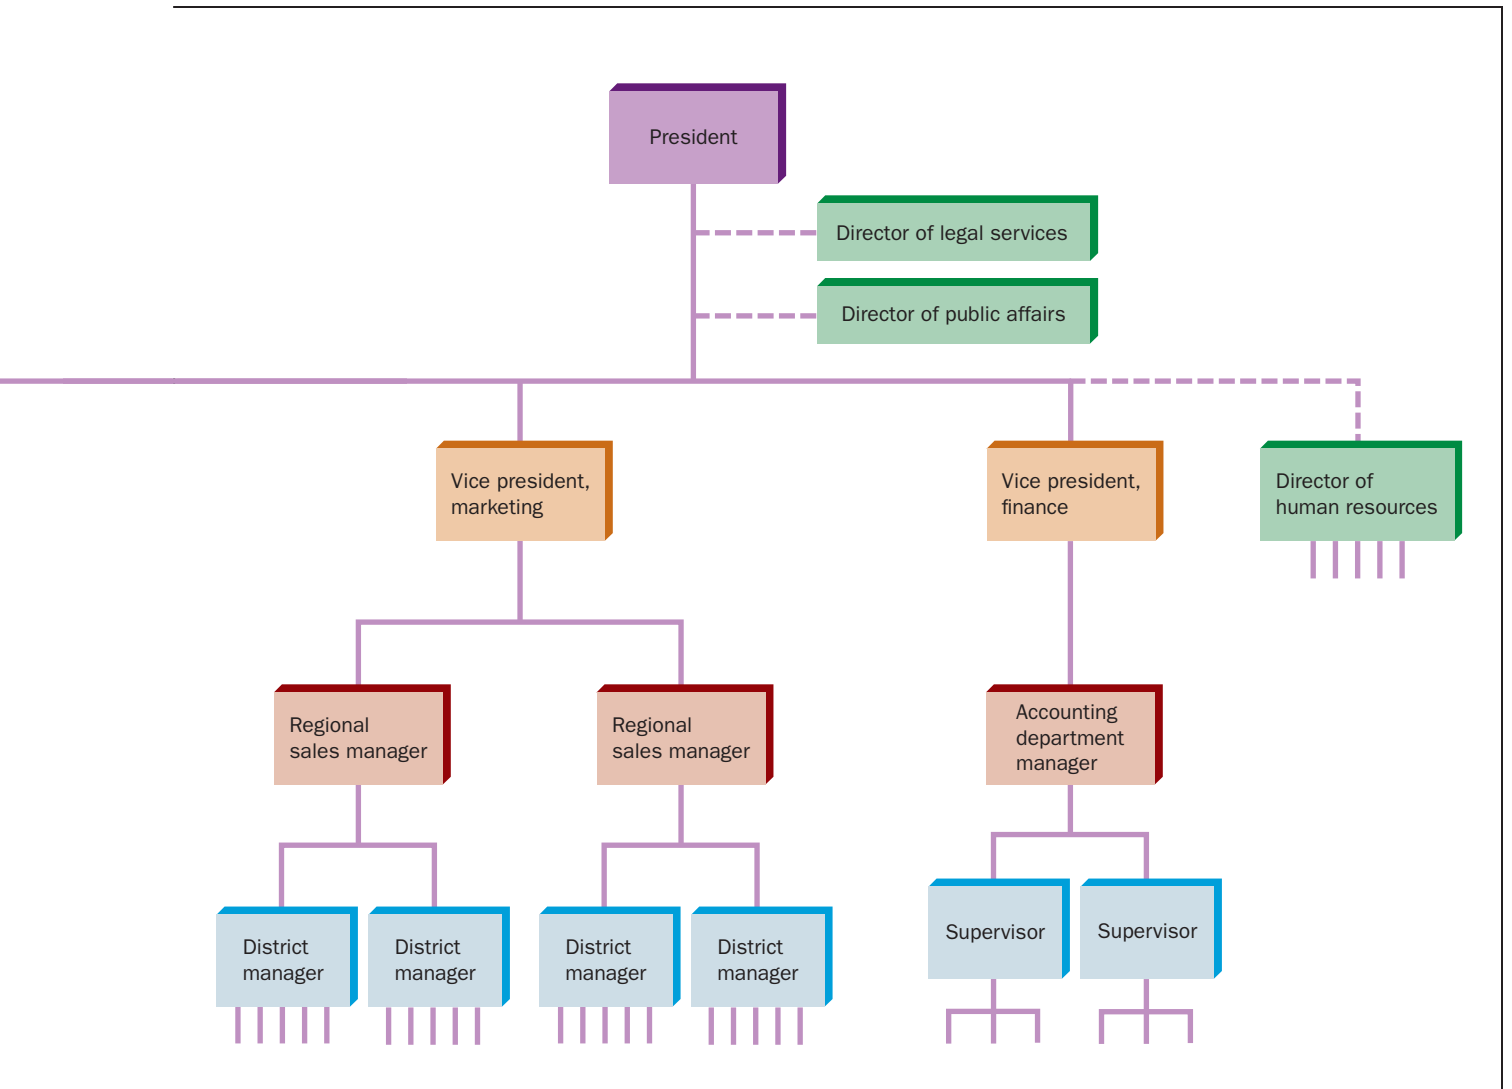 President
Director of legal services
Director of public affairs
Vice president,
marketing
Vice president,
finance
Director of
human resources
Regional
sales manager
Regional
sales manager
Accounting
department
manager
District
manager
District
manager
District
manager
District
manager
Supervisor
Supervisor